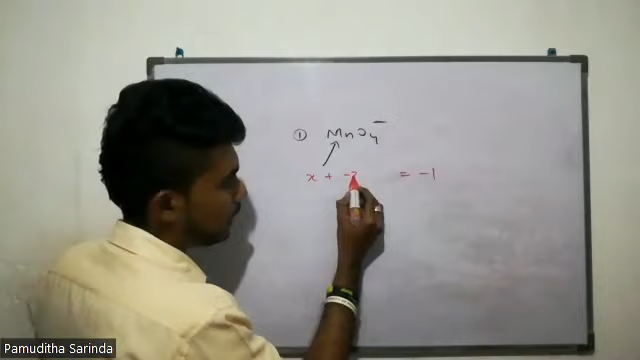 ① MnO₄⁻
x + -2 = -1
Pamuditha Sarinda